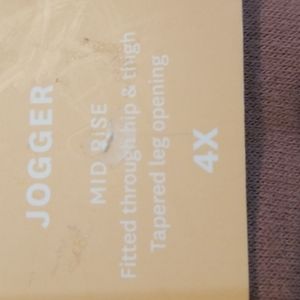 JOGGER
MID RISE
Fitted through hip & thigh
Tapered leg opening
4X